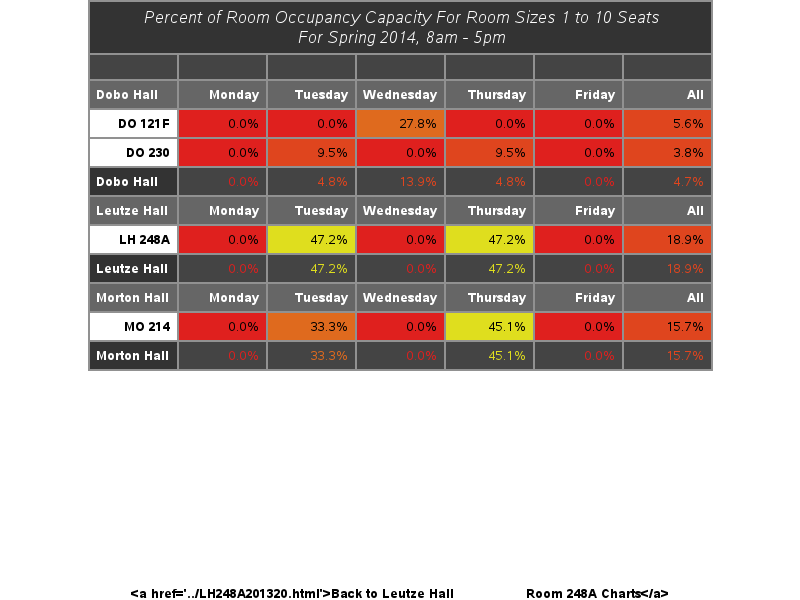 Percent of Room Occupancy Capacity For Room Sizes 1 to 10 Seats
For Spring 2014, 8am - 5pm
Dobo Hall Monday Tuesday Wednesday Thursday Friday All
DO 121F 0.0% 0.0% 27.8% 0.0% 0.0% 5.6%
DO 230 0.0% 9.5% 0.0% 9.5% 0.0% 3.8%
Dobo Hall 0.0% 4.8% 13.9% 4.8% 0.0% 4.7%
Leutze Hall Monday Tuesday Wednesday Thursday Friday All
LH 248A 0.0% 47.2% 0.0% 47.2% 0.0% 18.9%
Leutze Hall 0.0% 47.2% 0.0% 47.2% 0.0% 18.9%
Morton Hall Monday Tuesday Wednesday Thursday Friday All
MO 214 0.0% 33.3% 0.0% 45.1% 0.0% 15.7%
Morton Hall 0.0% 33.3% 0.0% 45.1% 0.0% 15.7%
<a href='../LH248A201320.html'>Back to Leutze Hall Room 248A Charts</a>